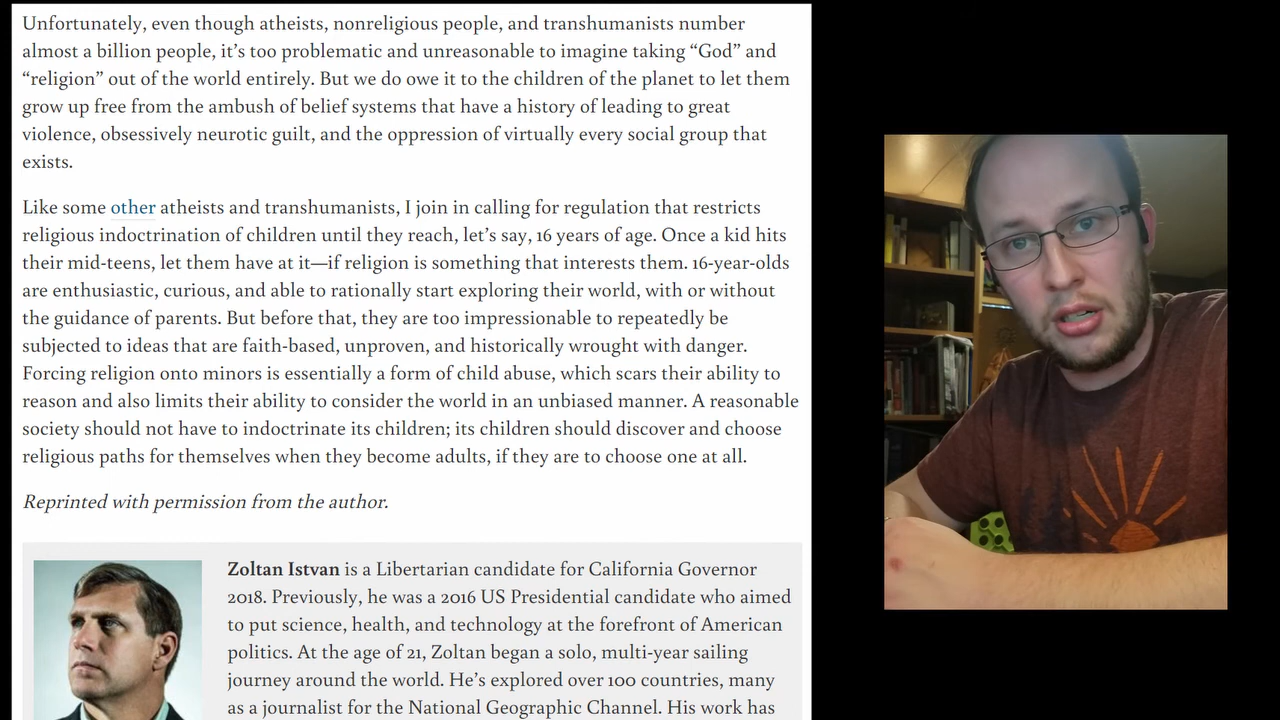 Unfortunately, even though atheists, nonreligious people, and transhumanists number
almost a billion people, it’s too problematic and unreasonable to imagine taking “God” and
“religion” out of the world entirely. But we do owe it to the children of the planet to let them
grow up free from the ambush of belief systems that have a history of leading to great
violence, obsessively neurotic guilt, and the oppression of virtually every social group that
exists.
Like some other atheists and transhumanists, I join in calling for regulation that restricts
religious indoctrination of children until they reach, let’s say, 16 years of age. Once a kid hits
their mid-teens, let them have at it—if religion is something that interests them. 16-year-olds
are enthusiastic, curious, and able to rationally start exploring their world, with or without
the guidance of parents. But before that, they are too impressionable to repeatedly be
subjected to ideas that are faith-based, unproven, and historically wrought with danger.
Forcing religion onto minors is essentially a form of child abuse, which scars their ability to
reason and also limits their ability to consider the world in an unbiased manner. A reasonable
society should not have to indoctrinate its children; its children should discover and choose
religious paths for themselves when they become adults, if they are to choose one at all.
Reprinted with permission from the author.
Zoltan Istvan is a Libertarian candidate for California Governor
2018. Previously, he was a 2016 US Presidential candidate who aimed
to put science, health, and technology at the forefront of American
politics. At the age of 21, Zoltan began a solo, multi-year sailing
journey around the world. He’s explored over 100 countries, many
as a journalist for the National Geographic Channel. His work has